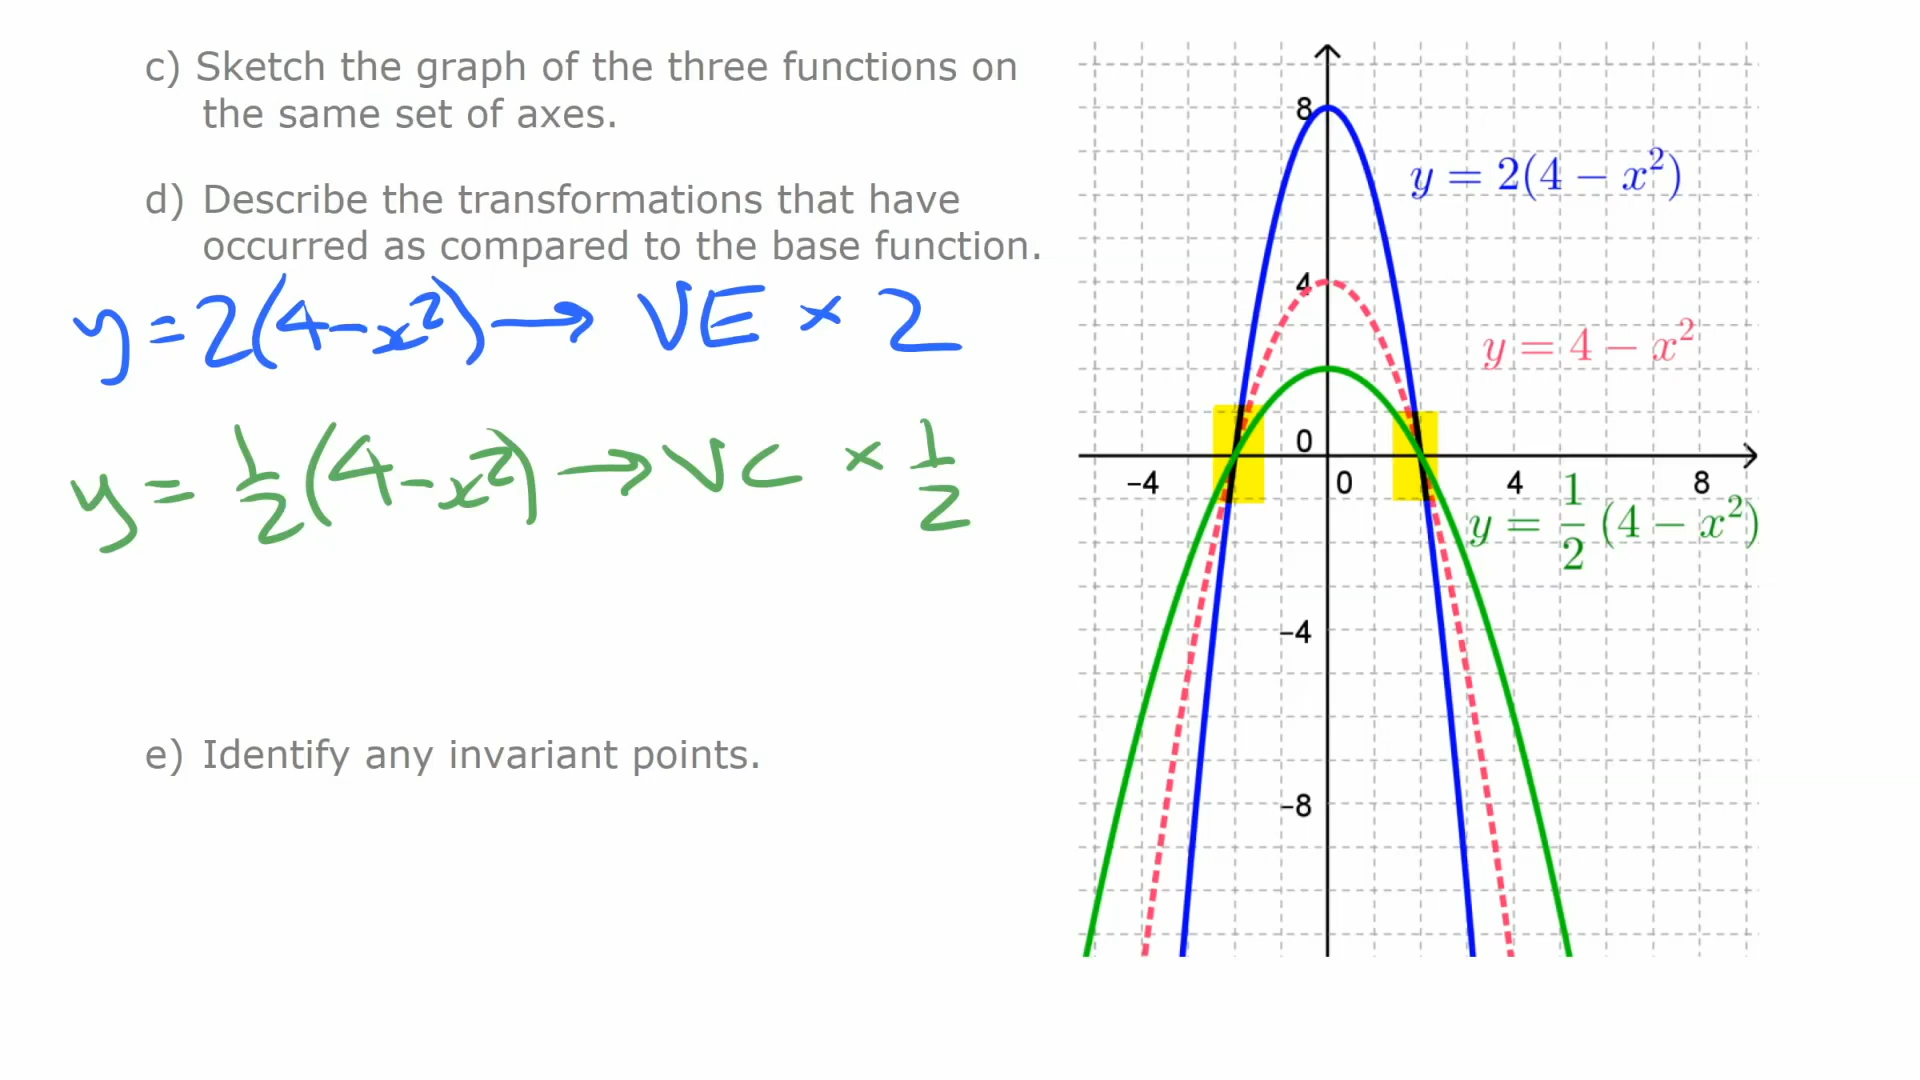 c) Sketch the graph of the three functions on
the same set of axes.
d) Describe the transformations that have
occurred as compared to the base function.
y=2(4-x²)→ VE × 2
y=½(4-x²)→VC × ½
e) Identify any invariant points.
8
y = 2(4 − x²)
4
y = 4 − x²
0
−4
0
4
8
y = ½ (4 − x²)
−4
−8